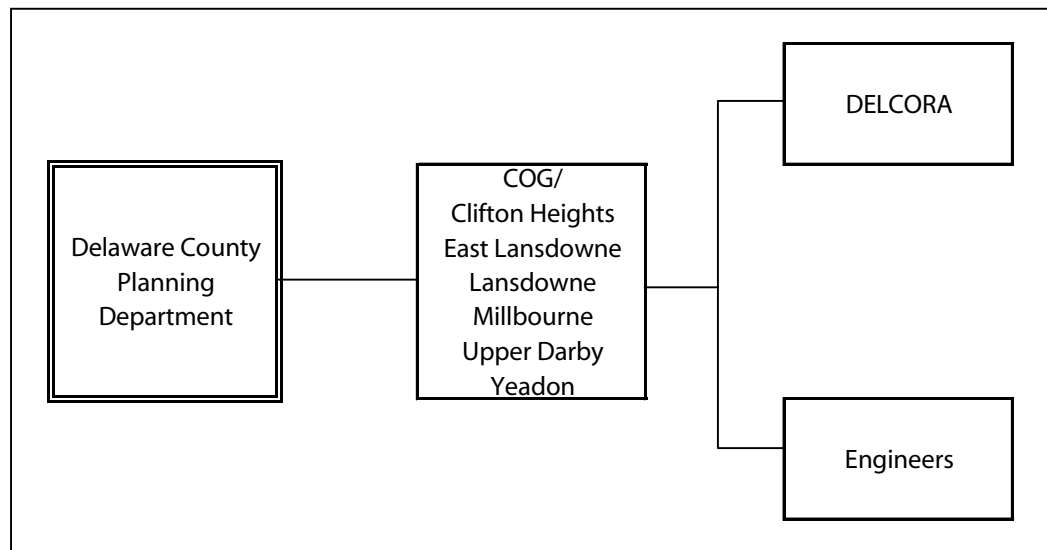 Delaware County
Planning
Department
COG/
Clifton Heights
East Lansdowne
Lansdowne
Millbourne
Upper Darby
Yeadon
DELCORA
Engineers